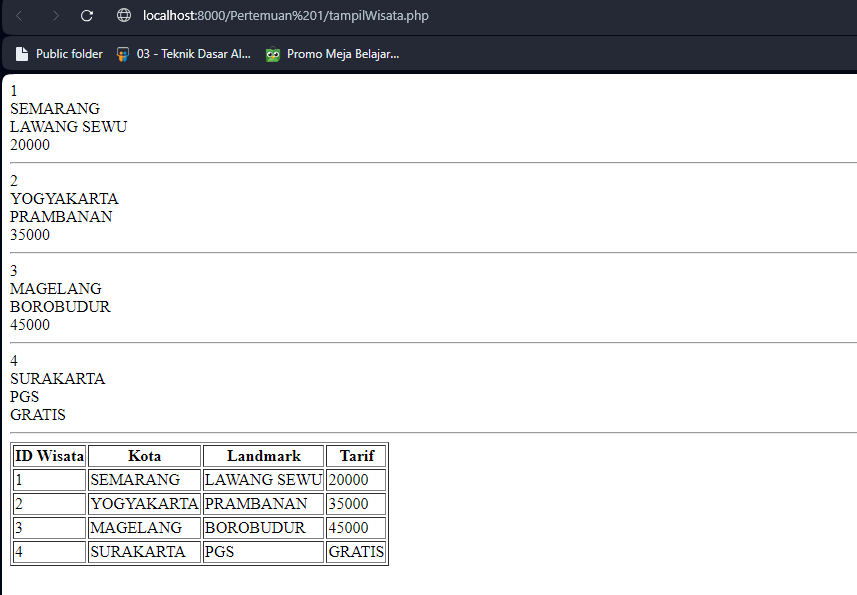 localhost:8000/Pertemuan%201/tampilWisata.php
Public folder 03 - Teknik Dasar Al... Promo Meja Belajar...
1
SEMARANG
LAWANG SEWU
20000
2
YOGYAKARTA
PRAMBANAN
35000
3
MAGELANG
BOROBUDUR
45000
4
SURAKARTA
PGS
GRATIS
ID Wisata Kota Landmark Tarif
1 SEMARANG LAWANG SEWU 20000
2 YOGYAKARTA PRAMBANAN 35000
3 MAGELANG BOROBUDUR 45000
4 SURAKARTA PGS GRATIS